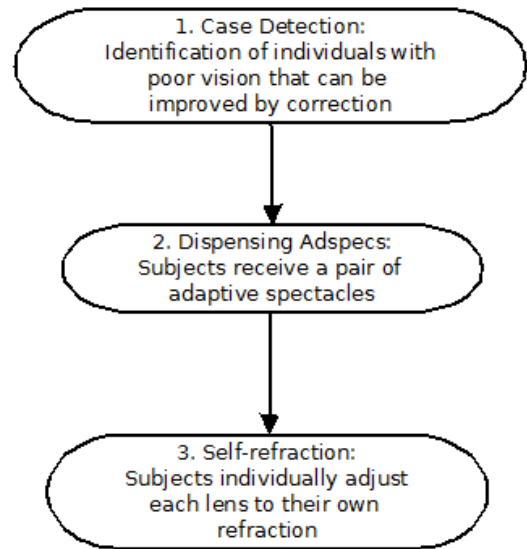 1. Case Detection:
Identification of individuals with
poor vision that can be
improved by correction
2. Dispensing Adspecs:
Subjects receive a pair of
adaptive spectacles
3. Self-refraction:
Subjects individually adjust
each lens to their own
refraction